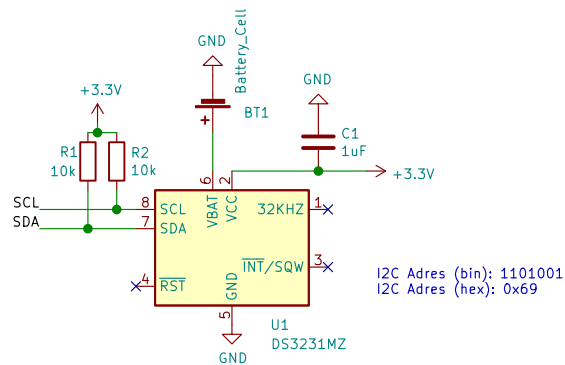 Battery_Cell
GND
GND
+3.3V
+
BT1
C1
1uF
R1
R2
10k
10k
+3.3V
6
2
SCL
8
SCL
VBAT
VCC
32KHZ
1
SDA
7
SDA
INT/SQW
3
I2C Adres (bin): 1101001
I2C Adres (hex): 0x69
4
RST
GND
5
U1
DS3231MZ
GND